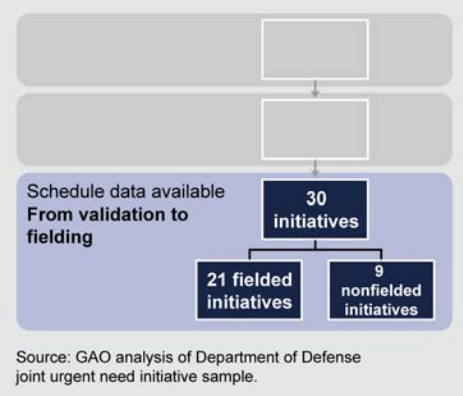 Schedule data available
From validation to
fielding
30
initiatives
21 fielded
initiatives
9
nonfielded
initiatives
Source: GAO analysis of Department of Defense
joint urgent need initiative sample.